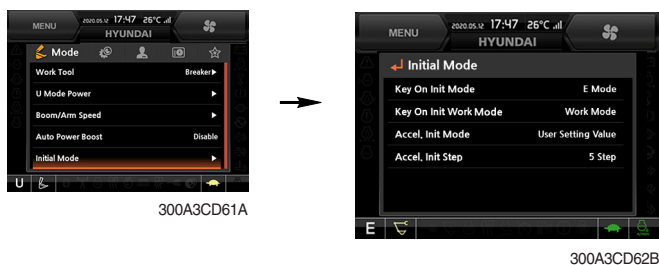 MENU
2020.05.12 17:47 26°C
HYUNDAI
Mode
Work Tool Breaker▶
U Mode Power ▶
Boom/Arm Speed ▶
Auto Power Boost Disable
Initial Mode ▶
U
300A3CD61A
MENU
2020.05.12 17:47 26°C
HYUNDAI
Initial Mode
Key On Init Mode E Mode
Key On Init Work Mode Work Mode
Accel, Init Mode User Setting Value
Accel, Init Step 5 Step
E
300A3CD62B